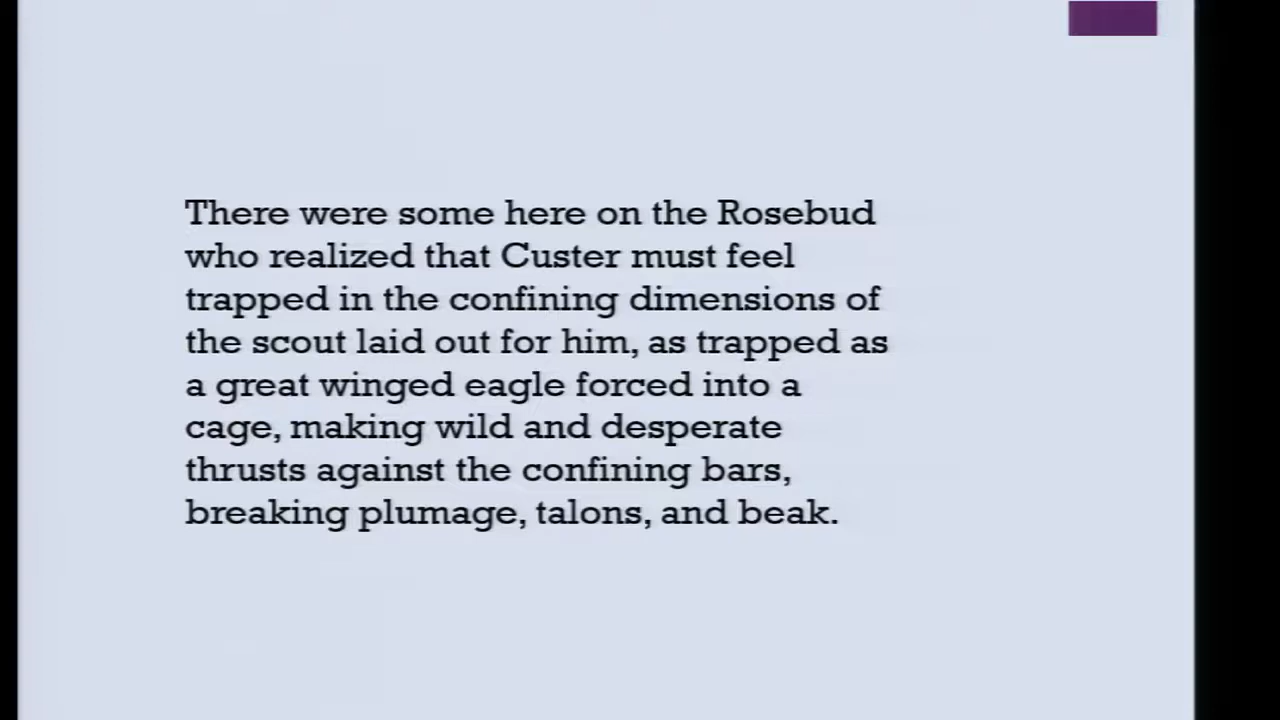 There were some here on the Rosebud
who realized that Custer must feel
trapped in the confining dimensions of
the scout laid out for him, as trapped as
a great winged eagle forced into a
cage, making wild and desperate
thrusts against the confining bars,
breaking plumage, talons, and beak.